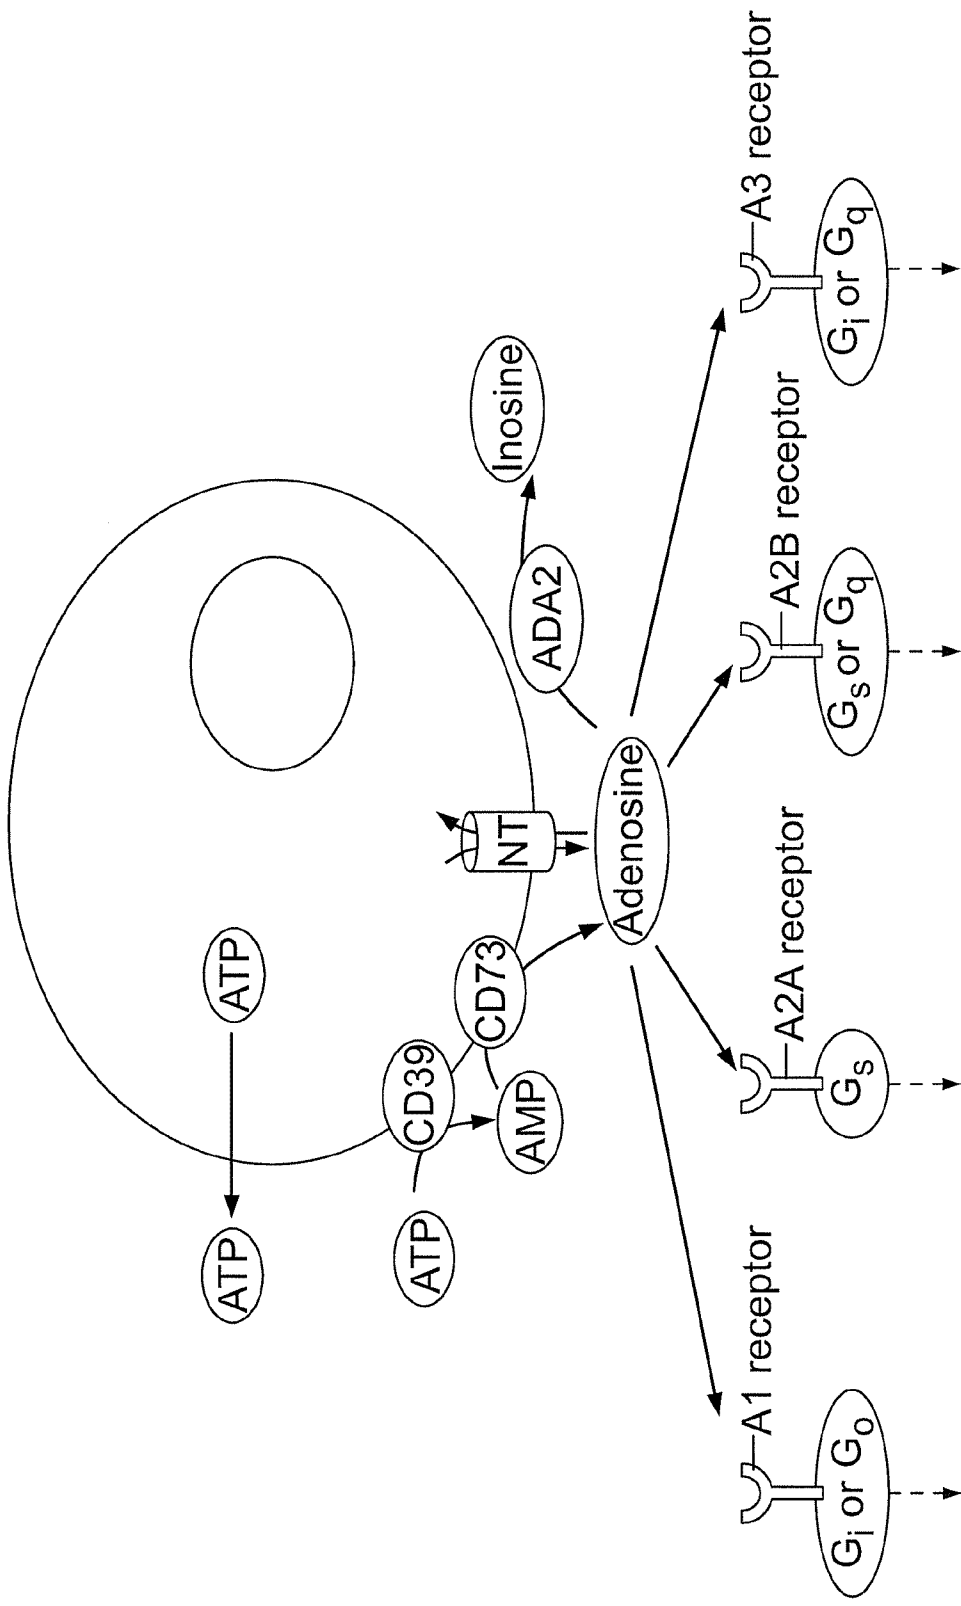 ATP
ATP
ATP
CD39
AMP
CD73
NT
ADA2
Inosine
Adenosine
A1 receptor
A2A receptor
A2B receptor
A3 receptor
Gi or Go
Gs
Gs or Gq
Gi or Gq